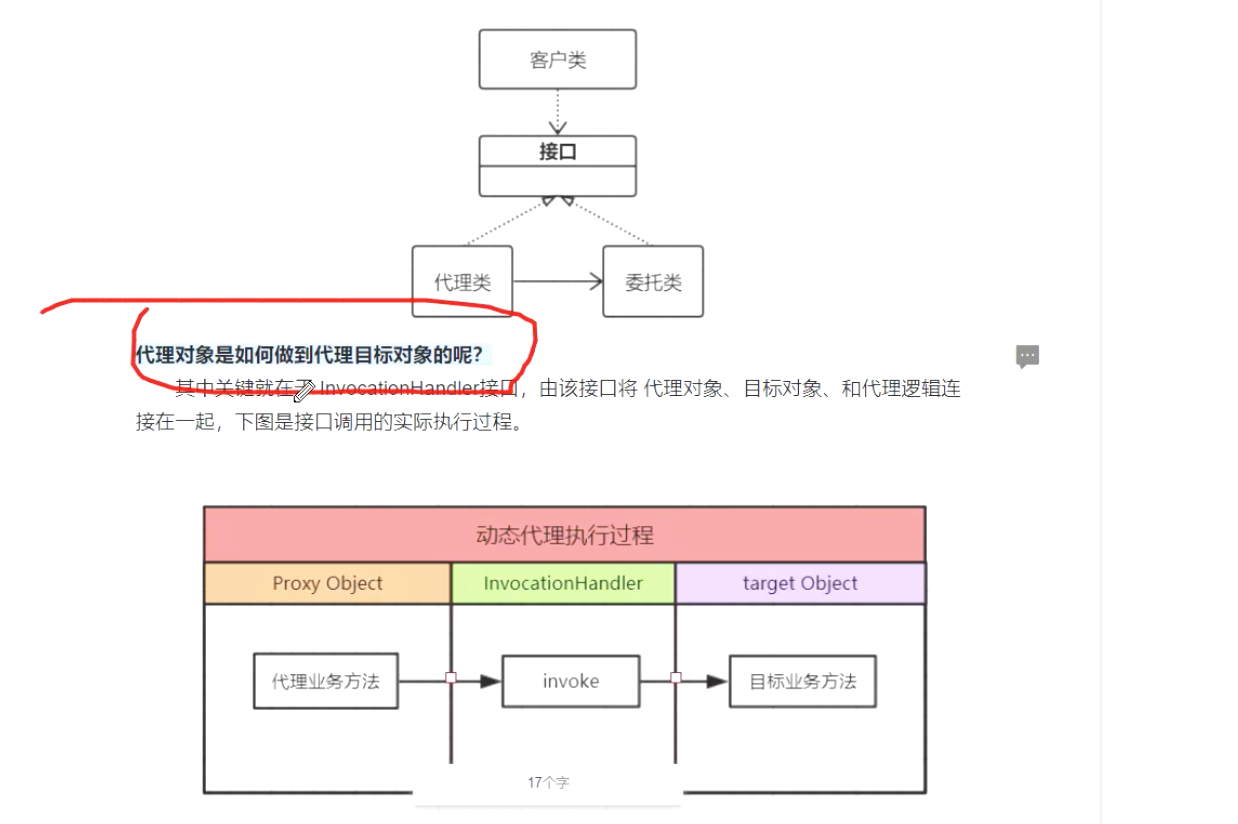 客户类
接口
代理类
委托类
代理对象是如何做到代理目标对象的呢？
其中关键就在于 InvocationHandler接口，由该接口将 代理对象、目标对象、和代理逻辑连
接在一起，下图是接口调用的实际执行过程。
动态代理执行过程
Proxy Object
InvocationHandler
target Object
代理业务方法
invoke
目标业务方法
17个字